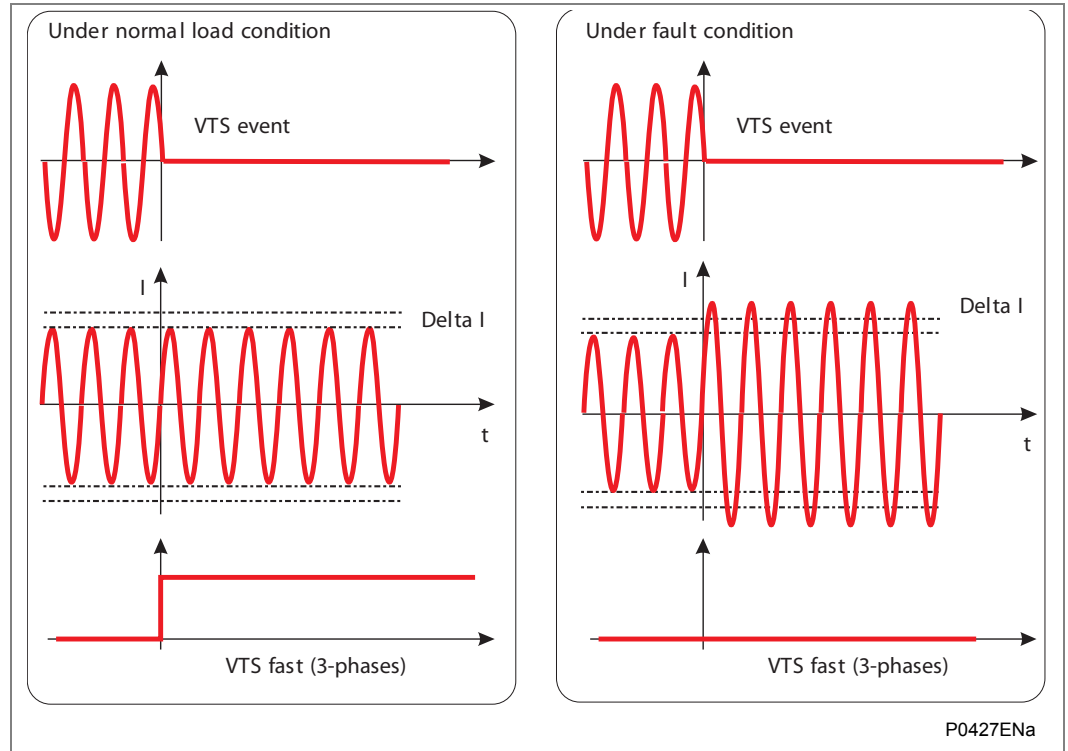 Under normal load condition
VTS event
I
Delta I
t
VTS fast (3-phases)
Under fault condition
VTS event
I
Delta I
t
VTS fast (3-phases)
P0427ENa